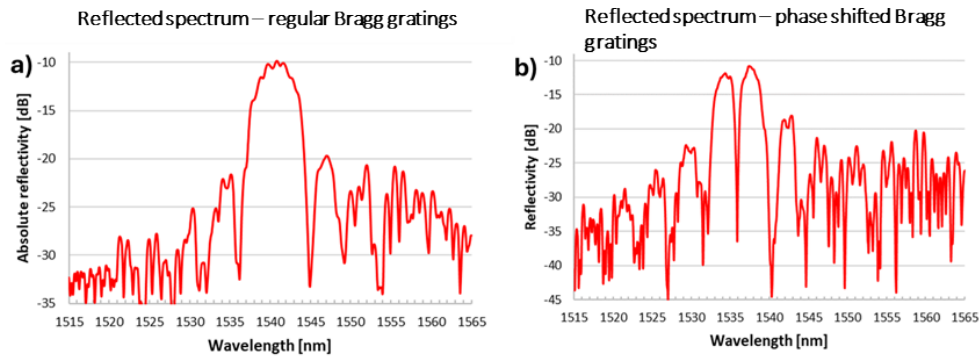 Reflected spectrum – regular Bragg gratings
Reflected spectrum – phase shifted Bragg
gratings
a)
Absolute reflectivity [dB]
-5
-10
-15
-20
-25
-30
-35
1515 1520 1525 1530 1535 1540 1545 1550 1555 1560 1565
Wavelength [nm]
b)
Reflectivity [dB]
-10
-15
-20
-25
-30
-35
-40
-45
1515 1520 1525 1530 1535 1540 1545 1550 1555 1560 1565
Wavelength [nm]